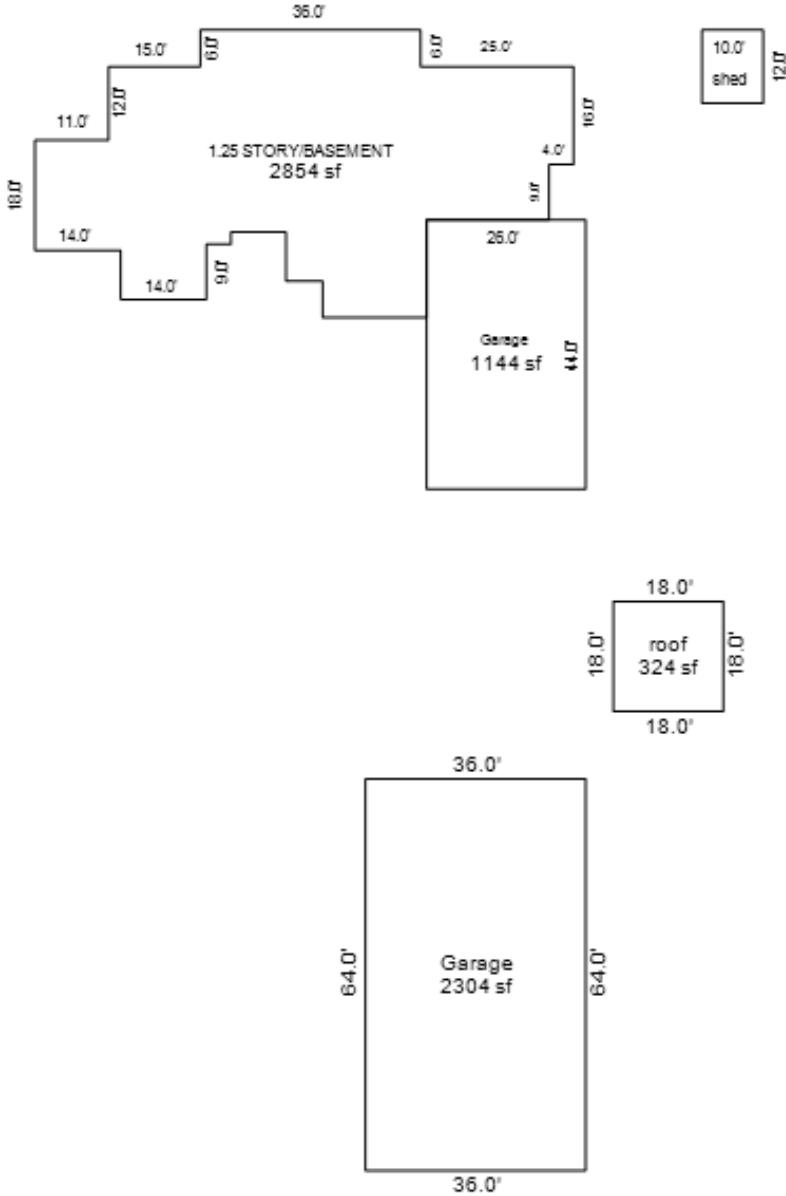 36.0'
15.0'
6.0'
6.0'
25.0'
10.0'
shed
12.0'
12.0'
16.0'
11.0'
1.25 STORY/BASEMENT
2854 sf
4.0'
18.0'
9.0'
14.0'
26.0'
9.0'
14.0'
Garage
1144 sf
44.0'
18.0'
18.0'
roof
324 sf
18.0'
18.0'
36.0'
64.0'
Garage
2304 sf
64.0'
36.0'